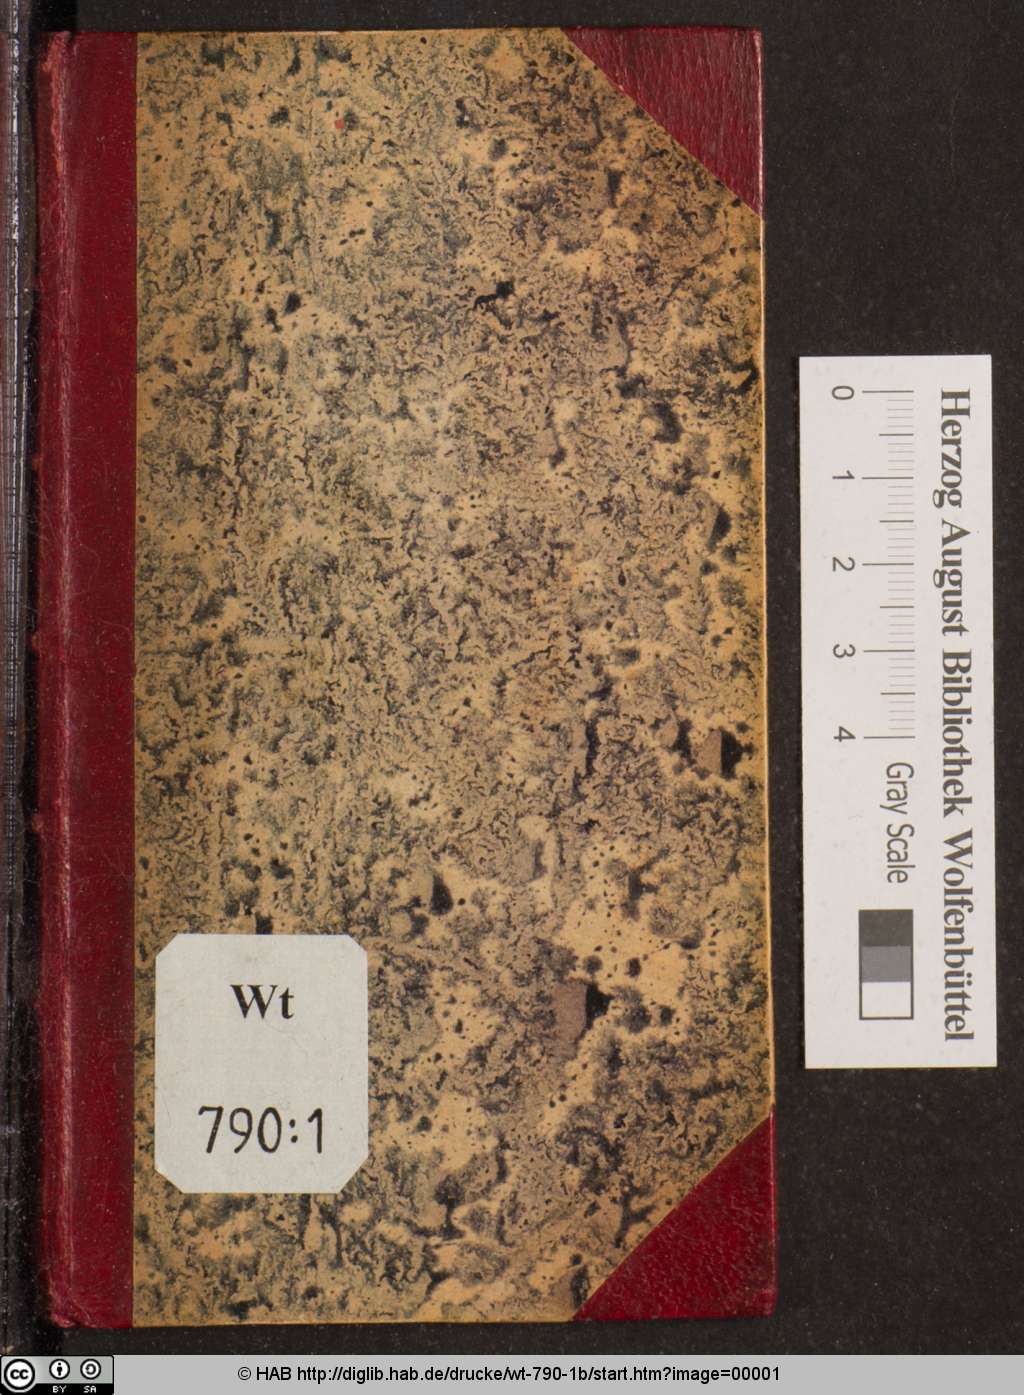 Wt
790:1
Herzog August Bibliothek Wolfenbüttel
0 1 2 3 4 Gray Scale
cc BY SA
© HAB http://diglib.hab.de/drucke/wt-790-1b/start.htm?image=00001